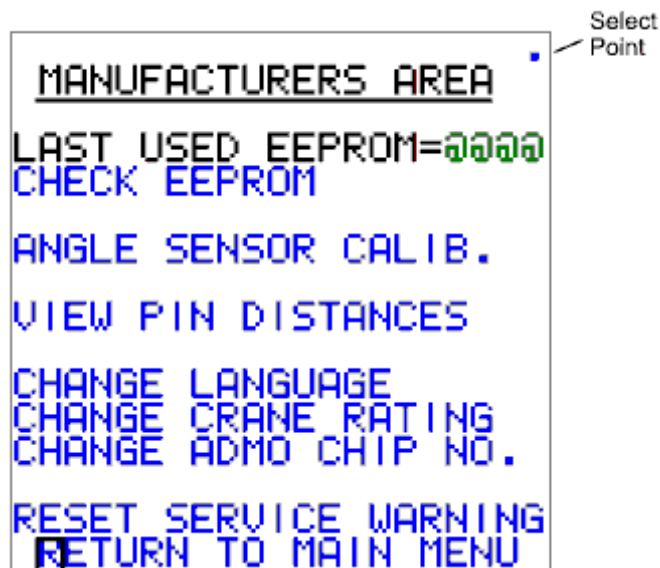 Select
Point
MANUFACTURERS AREA
LAST USED EEPROM=@@@@
CHECK EEPROM
ANGLE SENSOR CALIB.
VIEW PIN DISTANCES
CHANGE LANGUAGE
CHANGE CRANE RATING
CHANGE ADMO CHIP NO.
RESET SERVICE WARNING
RETURN TO MAIN MENU